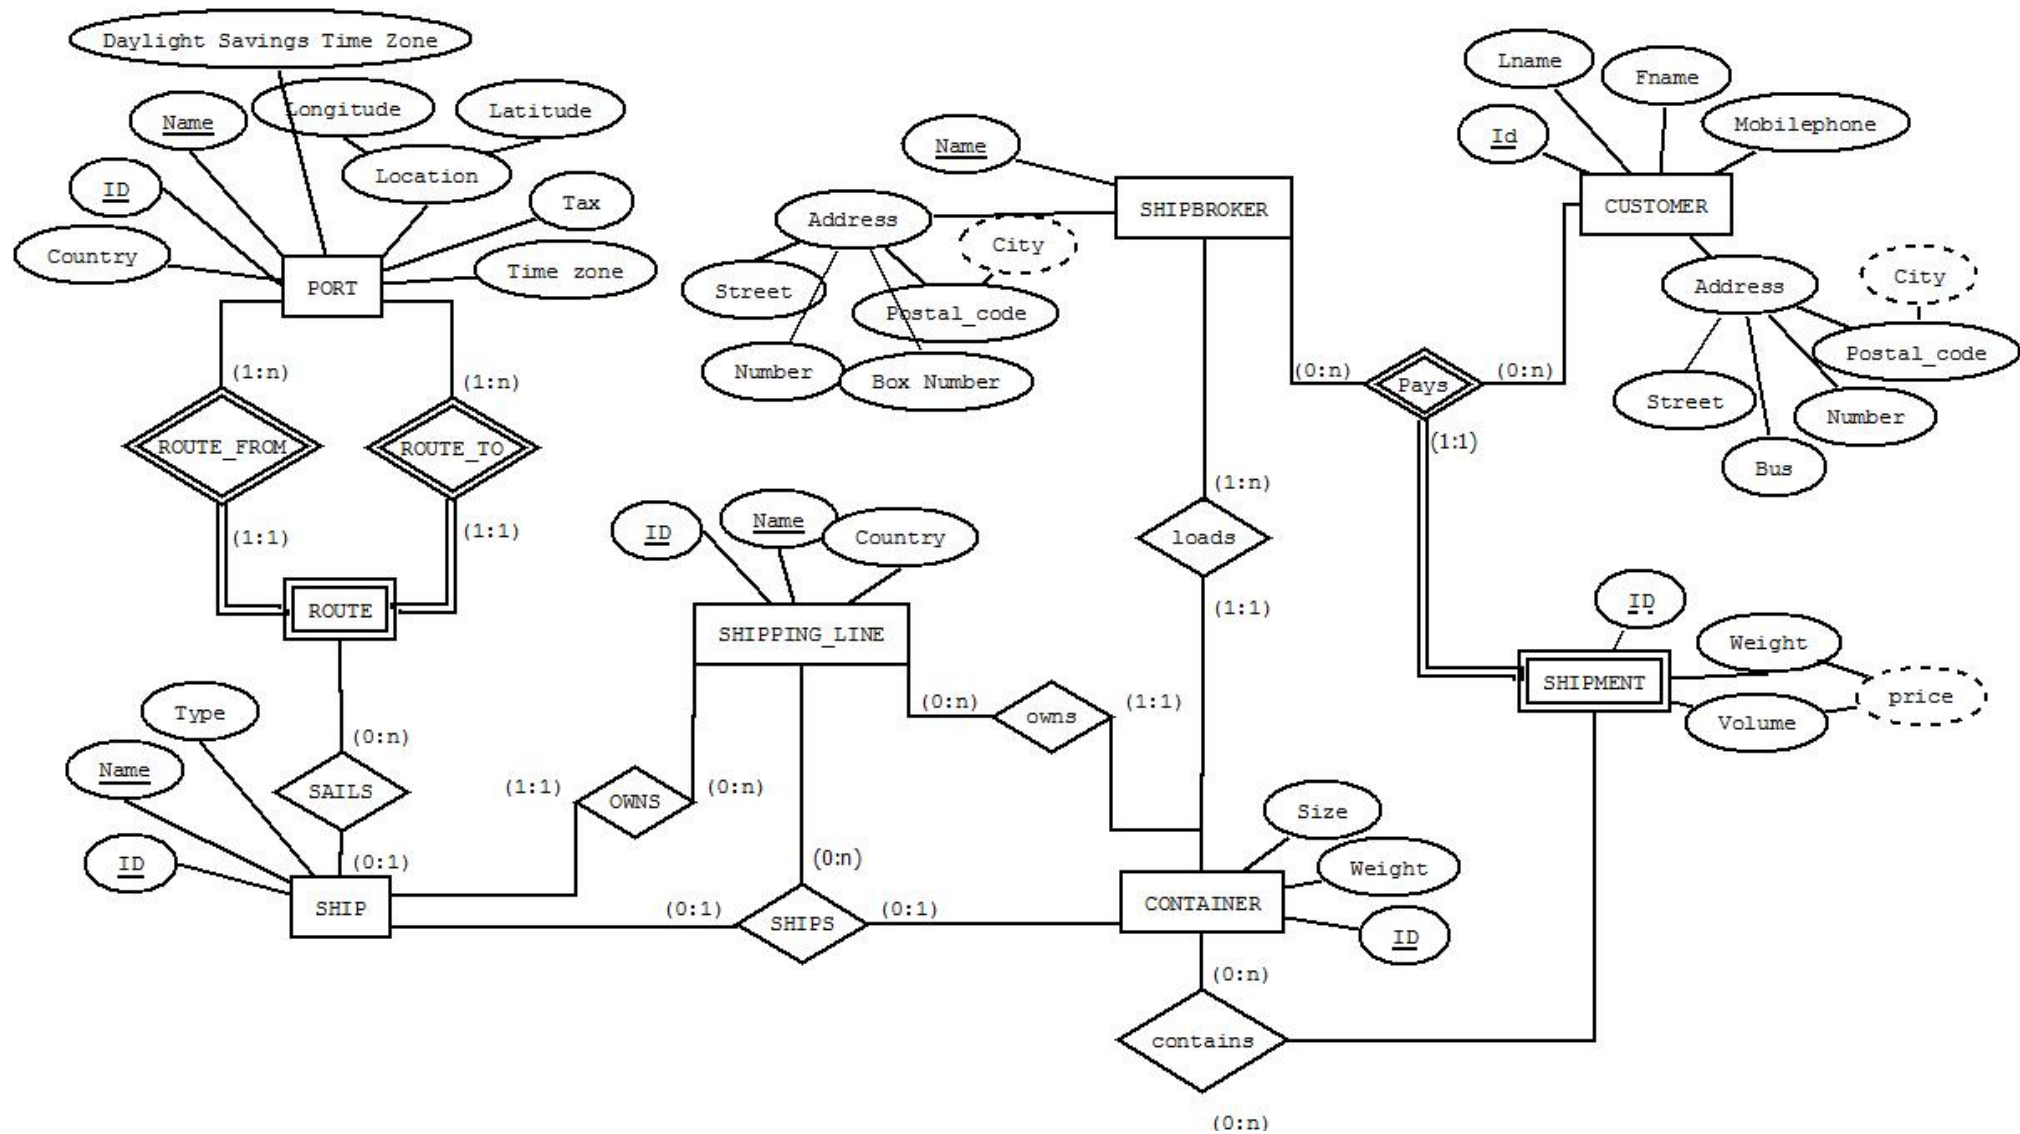 Daylight Savings Time Zone
Name
Longitude
Latitude
ID
Location
Tax
Country
Time zone
PORT
(1:n)
(1:n)
ROUTE_FROM
ROUTE_TO
(1:1)
(1:1)
ROUTE
Type
Name
ID
(0:n)
SAILS
(0:1)
SHIP
ID
Name
Country
SHIPPING_LINE
(1:1)
OWNS
(0:n)
(0:n)
owns
(1:1)
(0:n)
(0:1)
SHIPS
(0:1)
Name
Address
SHIPBROKER
City
Street
Postal_code
Number
Box Number
(1:n)
loads
(1:1)
Lname
Fname
Id
Mobilephone
CUSTOMER
Address
City
Postal_code
Street
Number
Bus
(0:n)
Pays
(0:n)
(1:1)
ID
Weight
SHIPMENT
price
Volume
Size
Weight
CONTAINER
ID
(0:n)
contains
(0:n)